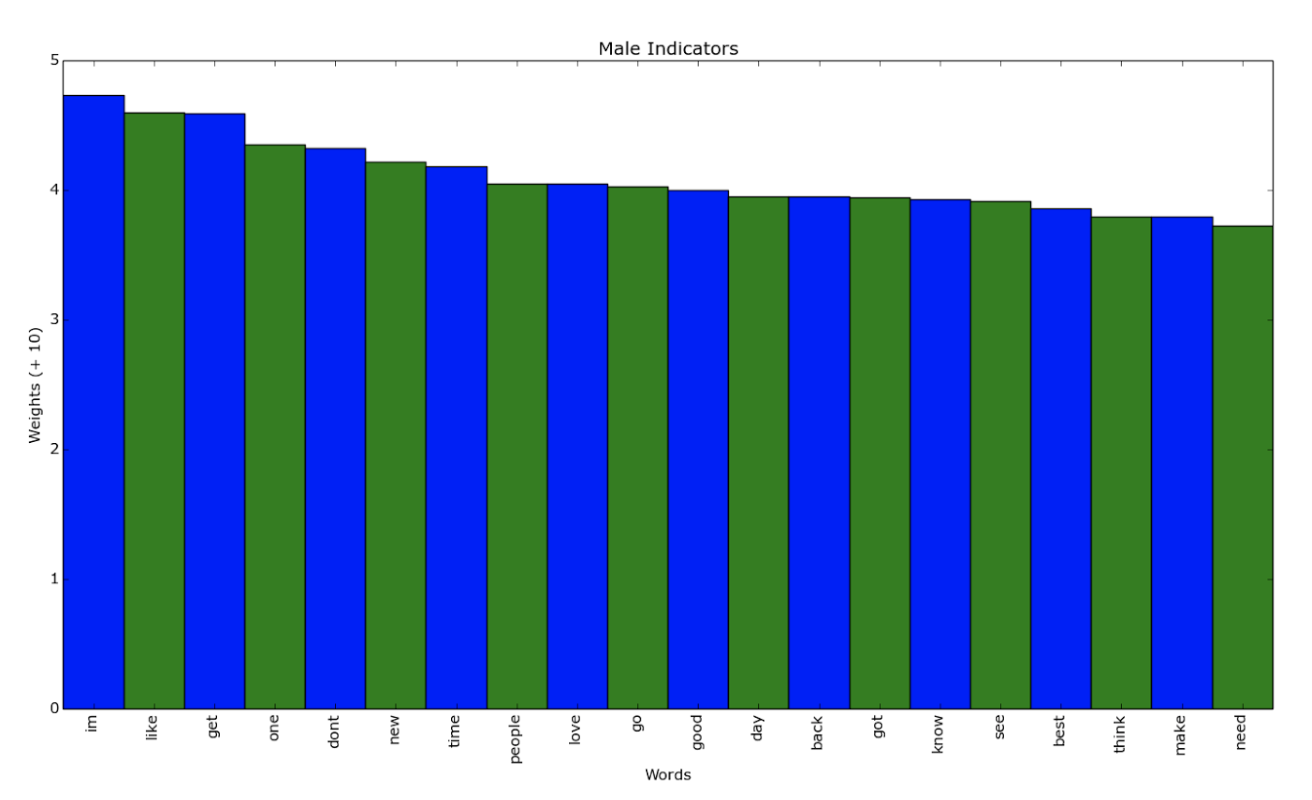 Male Indicators
5
4
3
2
1
0
Weights (+ 10)
im
like
get
one
dont
new
time
people
love
go
good
day
back
got
know
see
best
think
make
need
Words